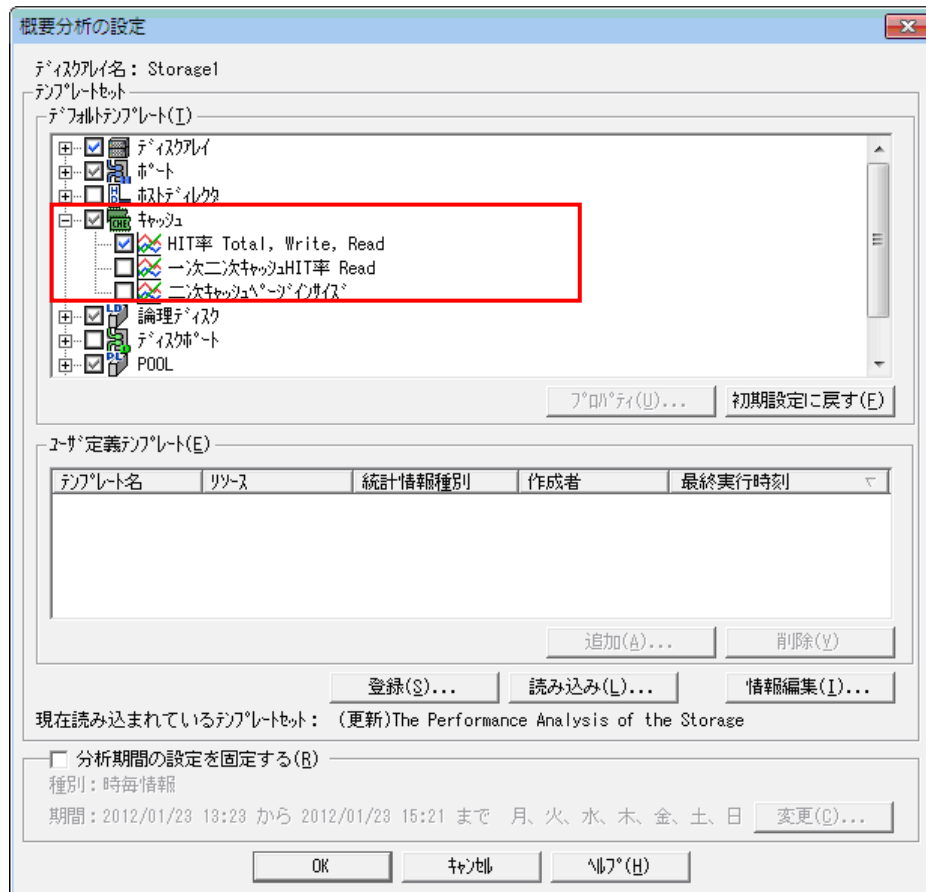 概要分析の設定
ﾃﾞｨｽｸｱﾚｲ名： Storage1
ﾃﾝﾌﾟﾚｰﾄｾｯﾄ
ﾃﾞﾌｫﾙﾄﾃﾝﾌﾟﾚｰﾄ(T)
ﾃﾞｨｽｸｱﾚｲ
ﾎﾟｰﾄ
ﾎｽﾄﾃﾞｨﾚｸﾀ
ｷｬｯｼｭ
HIT率 Total, Write, Read
一次二次ｷｬｯｼｭHIT率 Read
二次ｷｬｯｼｭﾍﾟｰｼﾞｲﾝｻｲｽﾞ
論理ﾃﾞｨｽｸ
ﾃﾞｨｽｸﾎﾟｰﾄ
POOL
ﾌﾟﾛﾊﾟﾃｨ(U)... 初期設定に戻す(F)
ﾕｰｻﾞ定義ﾃﾝﾌﾟﾚｰﾄ(E)
ﾃﾝﾌﾟﾚｰﾄ名 ﾘｿｰｽ 統計情報種別 作成者 最終実行時刻
追加(A)... 削除(V)
登録(S)... 読み込み(L)... 情報編集(I)...
現在読み込まれているﾃﾝﾌﾟﾚｰﾄｾｯﾄ： (更新)The Performance Analysis of the Storage
分析期間の設定を固定する(R)
種別：時毎情報
期間：2012/01/23 13:23 から 2012/01/23 15:21 まで 月、火、水、木、金、土、日 変更(C)...
OK ｷｬﾝｾﾙ ﾍﾙﾌﾟ(H)